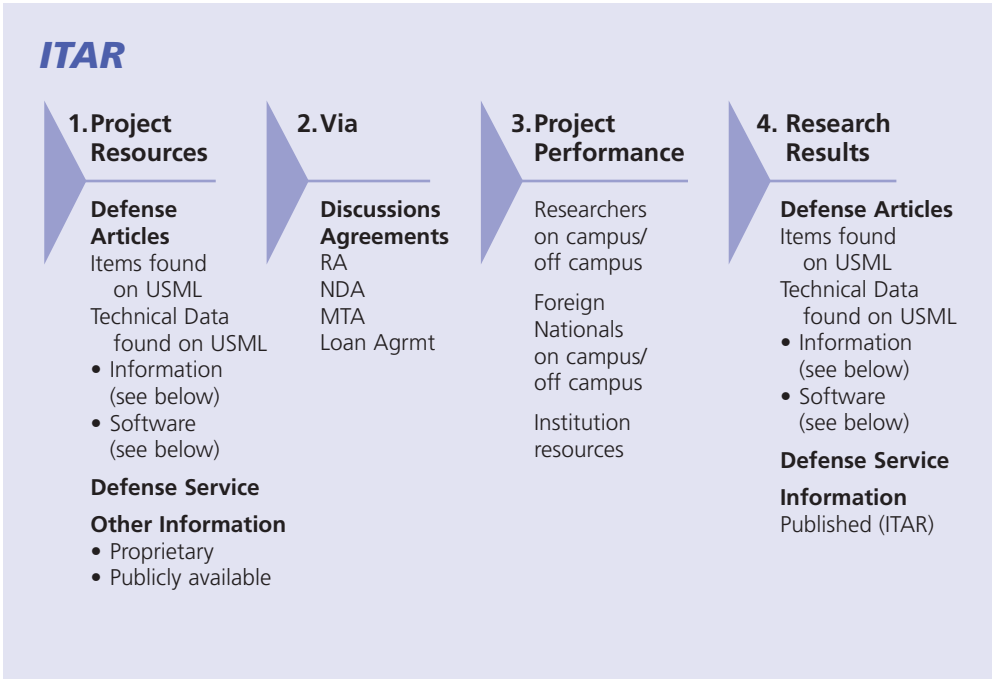 ITAR
1. Project
Resources
Defense
Articles
Items found
on USML
Technical Data
found on USML
• Information
(see below)
• Software
(see below)
Defense Service
Other Information
• Proprietary
• Publicly available
2. Via
Discussions
Agreements
RA
NDA
MTA
Loan Agrmt
3. Project
Performance
Researchers
on campus/
off campus
Foreign
Nationals
on campus/
off campus
Institution
resources
4. Research
Results
Defense Articles
Items found
on USML
Technical Data
found on USML
• Information
(see below)
• Software
(see below)
Defense Service
Information
Published (ITAR)